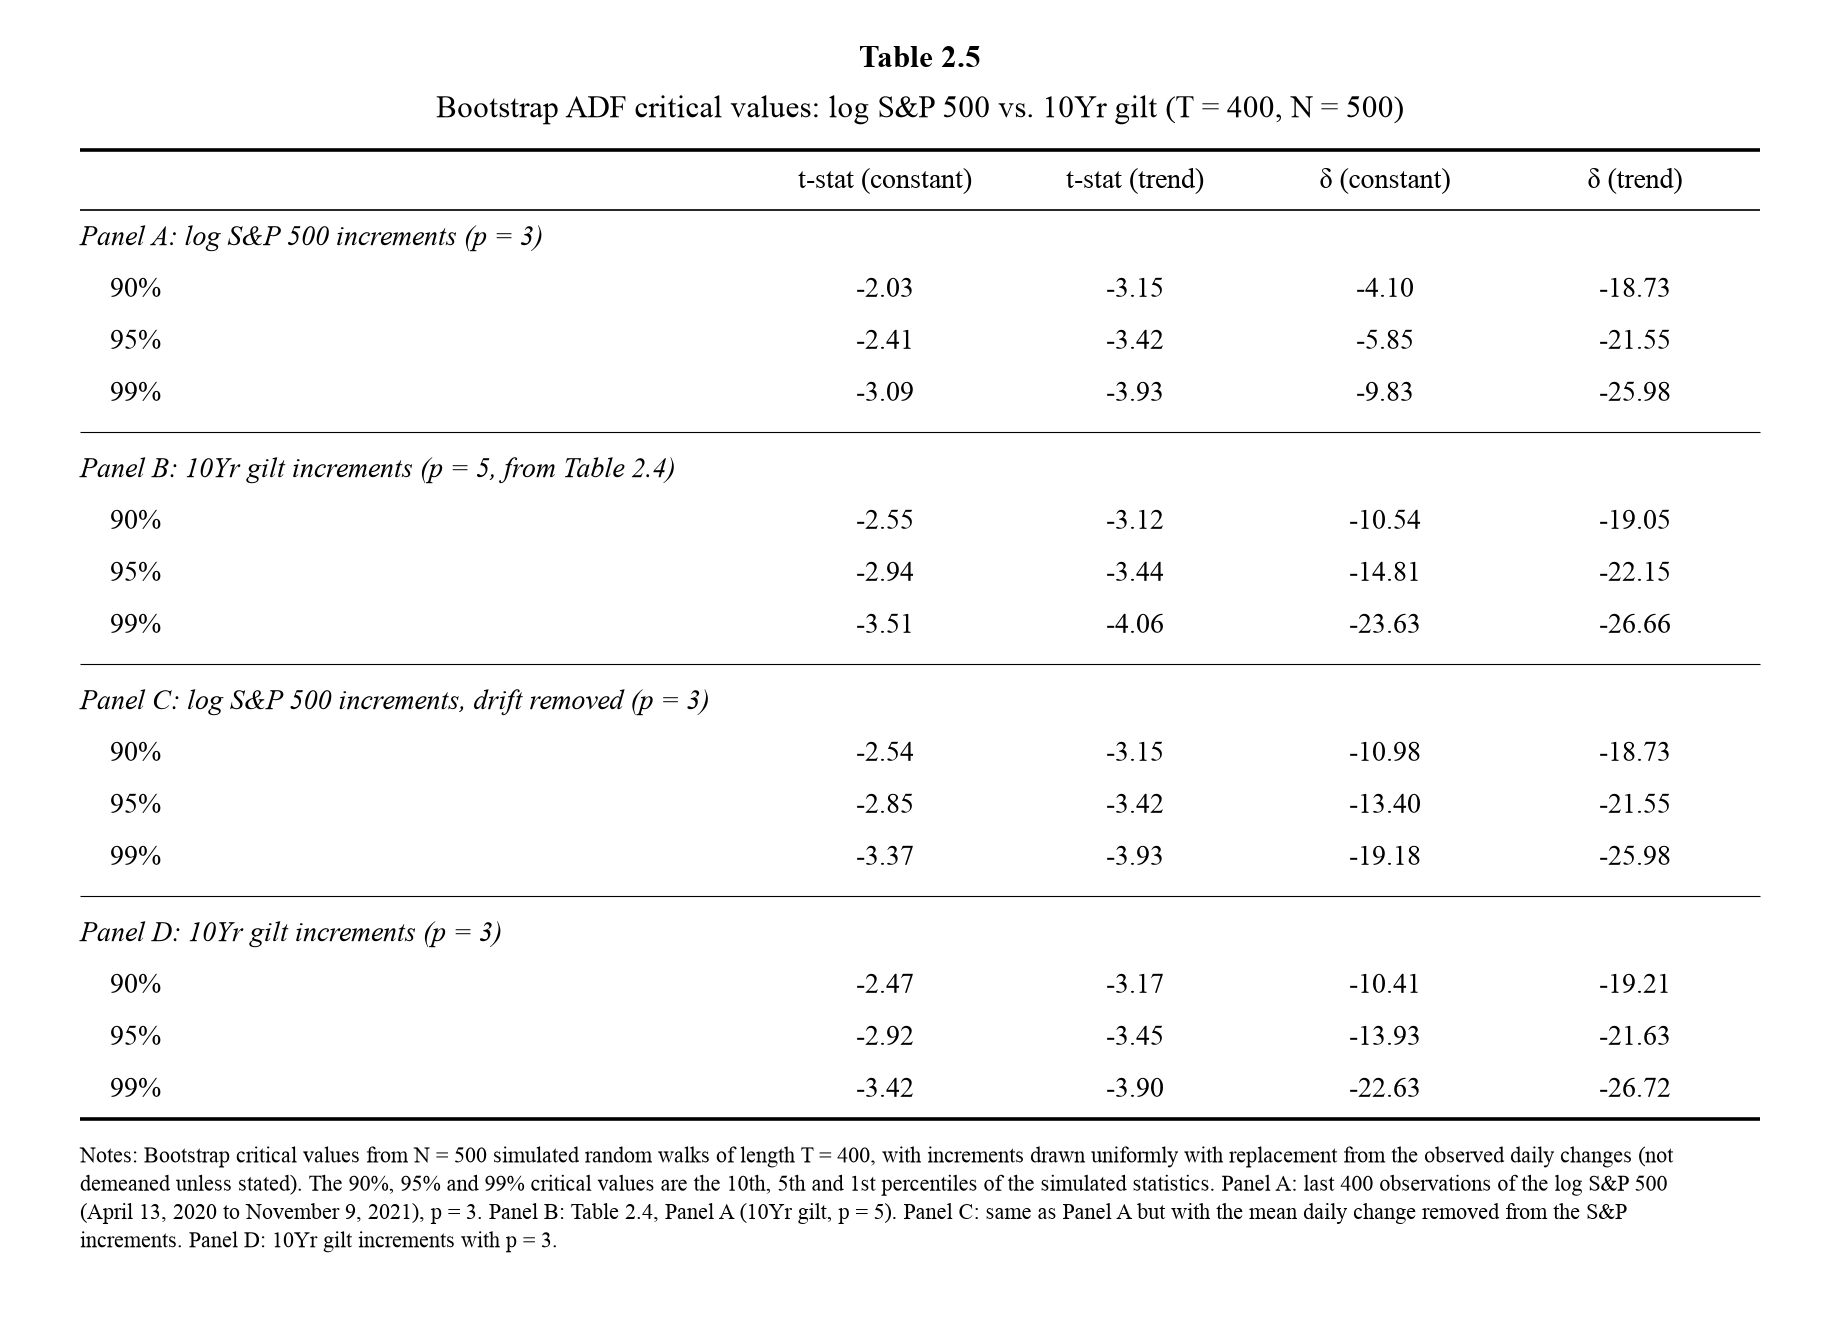 Table 2.5
Bootstrap ADF critical values: log S&P 500 vs. 10Yr gilt (T = 400, N = 500)
t-stat (constant) t-stat (trend) δ (constant) δ (trend)
Panel A: log S&P 500 increments (p = 3)
90% -2.03 -3.15 -4.10 -18.73
95% -2.41 -3.42 -5.85 -21.55
99% -3.09 -3.93 -9.83 -25.98
Panel B: 10Yr gilt increments (p = 5, from Table 2.4)
90% -2.55 -3.12 -10.54 -19.05
95% -2.94 -3.44 -14.81 -22.15
99% -3.51 -4.06 -23.63 -26.66
Panel C: log S&P 500 increments, drift removed (p = 3)
90% -2.54 -3.15 -10.98 -18.73
95% -2.85 -3.42 -13.40 -21.55
99% -3.37 -3.93 -19.18 -25.98
Panel D: 10Yr gilt increments (p = 3)
90% -2.47 -3.17 -10.41 -19.21
95% -2.92 -3.45 -13.93 -21.63
99% -3.42 -3.90 -22.63 -26.72
Notes: Bootstrap critical values from N = 500 simulated random walks of length T = 400, with increments drawn uniformly with replacement from the observed daily changes (not
demeaned unless stated). The 90%, 95% and 99% critical values are the 10th, 5th and 1st percentiles of the simulated statistics. Panel A: last 400 observations of the log S&P 500
(April 13, 2020 to November 9, 2021), p = 3. Panel B: Table 2.4, Panel A (10Yr gilt, p = 5). Panel C: same as Panel A but with the mean daily change removed from the S&P
increments. Panel D: 10Yr gilt increments with p = 3.